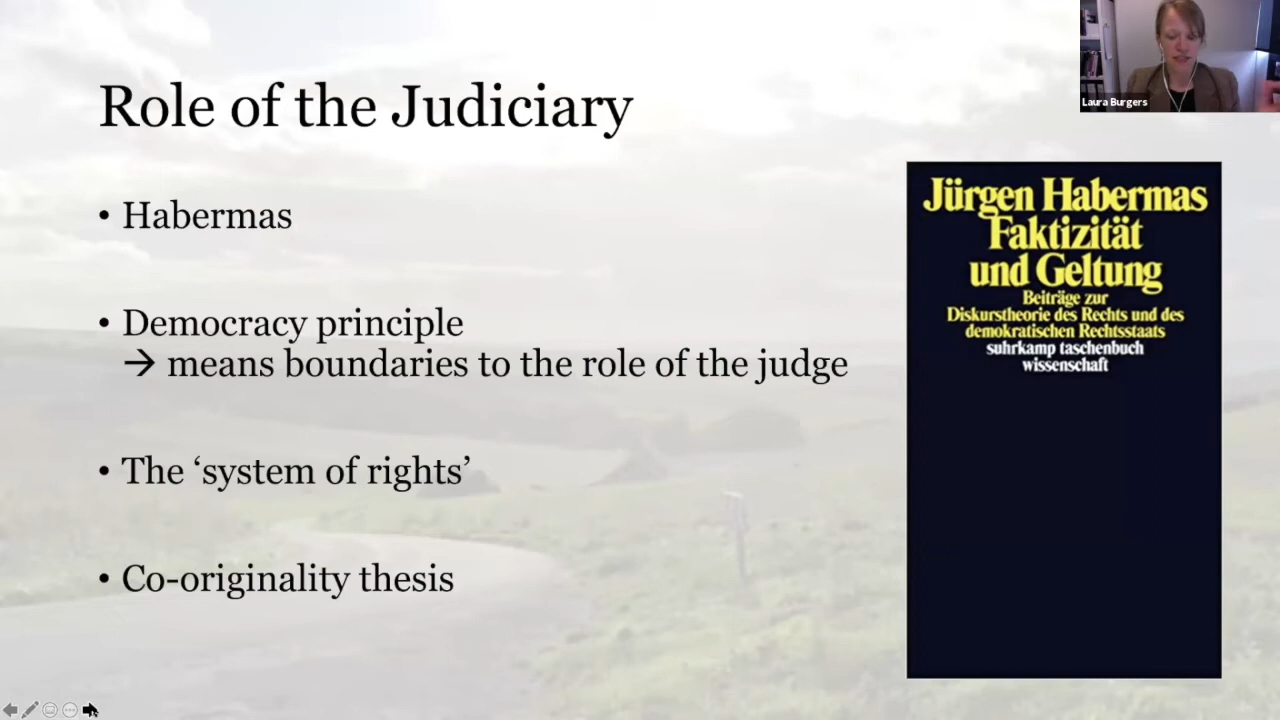 Role of the Judiciary
Laura Burgers
• Habermas
• Democracy principle
→ means boundaries to the role of the judge
• The ‘system of rights’
• Co-originality thesis
Jürgen Habermas
Faktizität
und Geltung
Beiträge zur
Diskurstheorie des Rechts und des
demokratischen Rechtsstaats
suhrkamp taschenbuch
wissenschaft